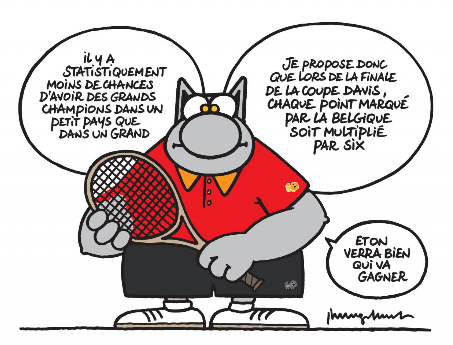 IL Y A
STATISTIQUEMENT
MOINS DE CHANCES
D'AVOIR DES GRANDS
CHAMPIONS DANS UN
PETIT PAYS QUE
DANS UN GRAND
JE PROPOSE DONC
QUE LORS DE LA FINALE
DE LA COUPE DAVIS,
CHAQUE POINT MARQUÉ
PAR LA BELGIQUE
SOIT MULTIPLIÉ
PAR SIX
ET ON
VERRA BIEN
QUI VA
GAGNER